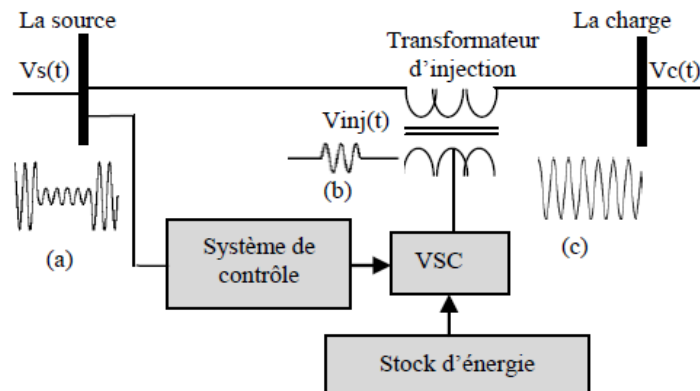 La source
La charge
Transformateur
d'injection
Vs(t)
Vc(t)
Vinj(t)
(a)
(b)
(c)
Système de
contrôle
VSC
Stock d'énergie